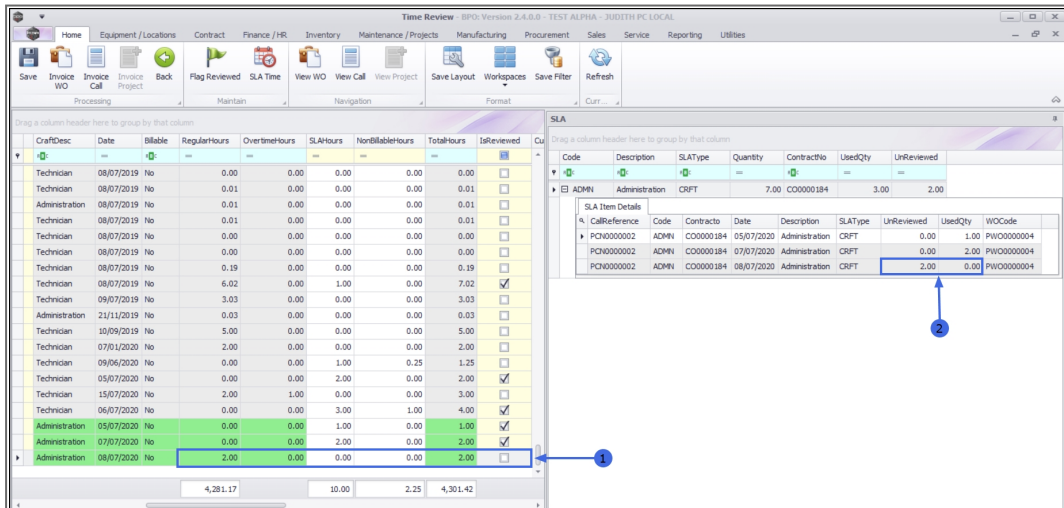 Time Review - BPO: Version 2.4.0.0 - TEST ALPHA - JUDITH PC LOCAL
Home Equipment / Locations Contract Finance / HR Inventory Maintenance / Projects Manufacturing Procurement Sales Service Reporting Utilities
Save Invoice WO Invoice Call Invoice Project Back Flag Reviewed SLA Time View WO View Call View Project Save Layout Workspaces Save Filter Refresh
Processing Maintain Navigation Format Curr...
Drag a column header here to group by that column
CraftDesc Date Billable RegularHours OvertimeHours SLAHours NonBillableHours TotalHours IsReviewed Cu
Technician 08/07/2019 No 0.00 0.00 0.00 0.00 0.00
Technician 08/07/2019 No 0.01 0.00 0.00 0.00 0.01
Administration 08/07/2019 No 0.01 0.00 0.00 0.00 0.01
Technician 08/07/2019 No 0.01 0.00 0.00 0.00 0.01
Technician 08/07/2019 No 0.00 0.00 0.00 0.00 0.00
Technician 08/07/2019 No 0.00 0.00 0.00 0.00 0.00
Technician 08/07/2019 No 0.19 0.00 0.00 0.00 0.19
Technician 08/07/2019 No 6.02 0.00 1.00 0.00 7.02
Technician 09/07/2019 No 3.03 0.00 0.00 0.00 3.03
Administration 21/11/2019 No 0.03 0.00 0.00 0.00 0.03
Technician 10/09/2019 No 5.00 0.00 0.00 0.00 5.00
Technician 07/01/2020 No 2.00 0.00 0.00 0.00 2.00
Technician 09/06/2020 No 0.00 0.00 1.00 0.25 1.25
Technician 05/07/2020 No 0.00 0.00 2.00 0.00 2.00
Technician 15/07/2020 No 2.00 1.00 0.00 0.00 3.00
Technician 06/07/2020 No 0.00 0.00 3.00 1.00 4.00
Administration 05/07/2020 No 0.00 0.00 1.00 0.00 1.00
Administration 07/07/2020 No 0.00 0.00 2.00 0.00 2.00
Administration 08/07/2020 No 2.00 0.00 0.00 0.00 2.00
4,281.17 10.00 2.25 4,301.42
1
SLA
Drag a column header here to group by that column
Code Description SLAType Quantity ContractNo UsedQty UnReviewed
ADMN Administration CRFT 7.00 CO0000184 3.00 2.00
SLA Item Details
CallReference Code Contracto Date Description SLAType UnReviewed UsedQty WOCode
PCN0000002 ADMN CO0000184 05/07/2020 Administration CRFT 0.00 1.00 PWO0000004
PCN0000002 ADMN CO0000184 07/07/2020 Administration CRFT 0.00 2.00 PWO0000004
PCN0000002 ADMN CO0000184 08/07/2020 Administration CRFT 2.00 0.00 PWO0000004
2